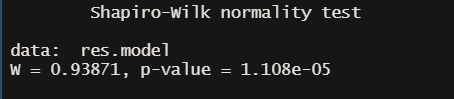 Shapiro-Wilk normality test
data:  res.model
W = 0.93871, p-value = 1.108e-05